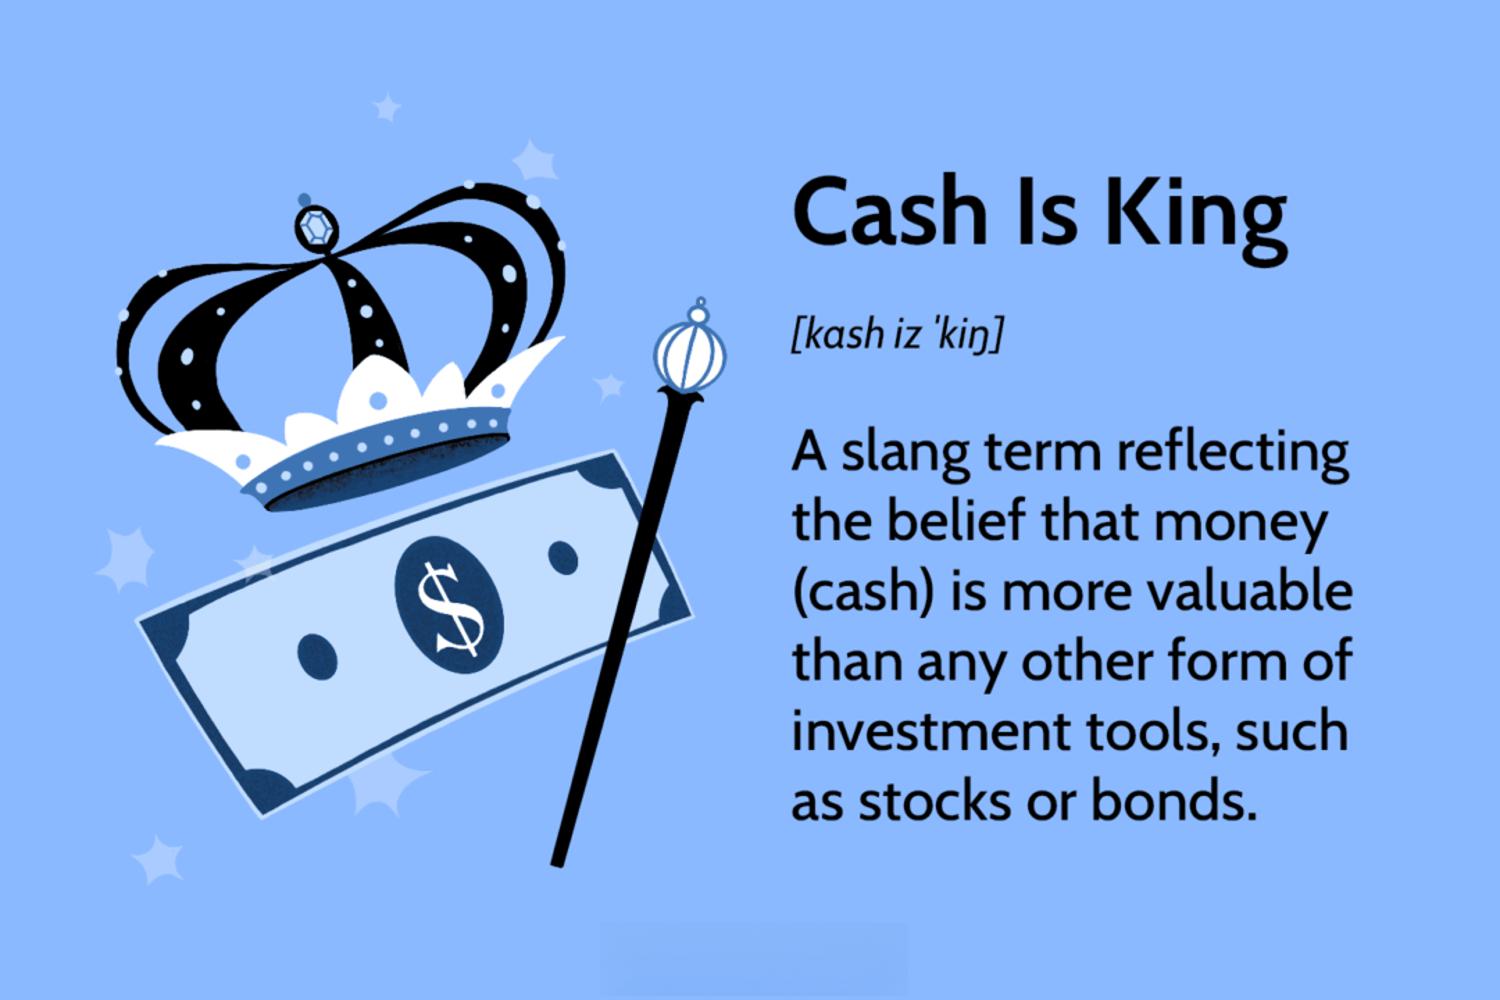 Cash Is King
[kash iz 'kiŋ]
A slang term reflecting
the belief that money
(cash) is more valuable
than any other form of
investment tools, such
as stocks or bonds.
$